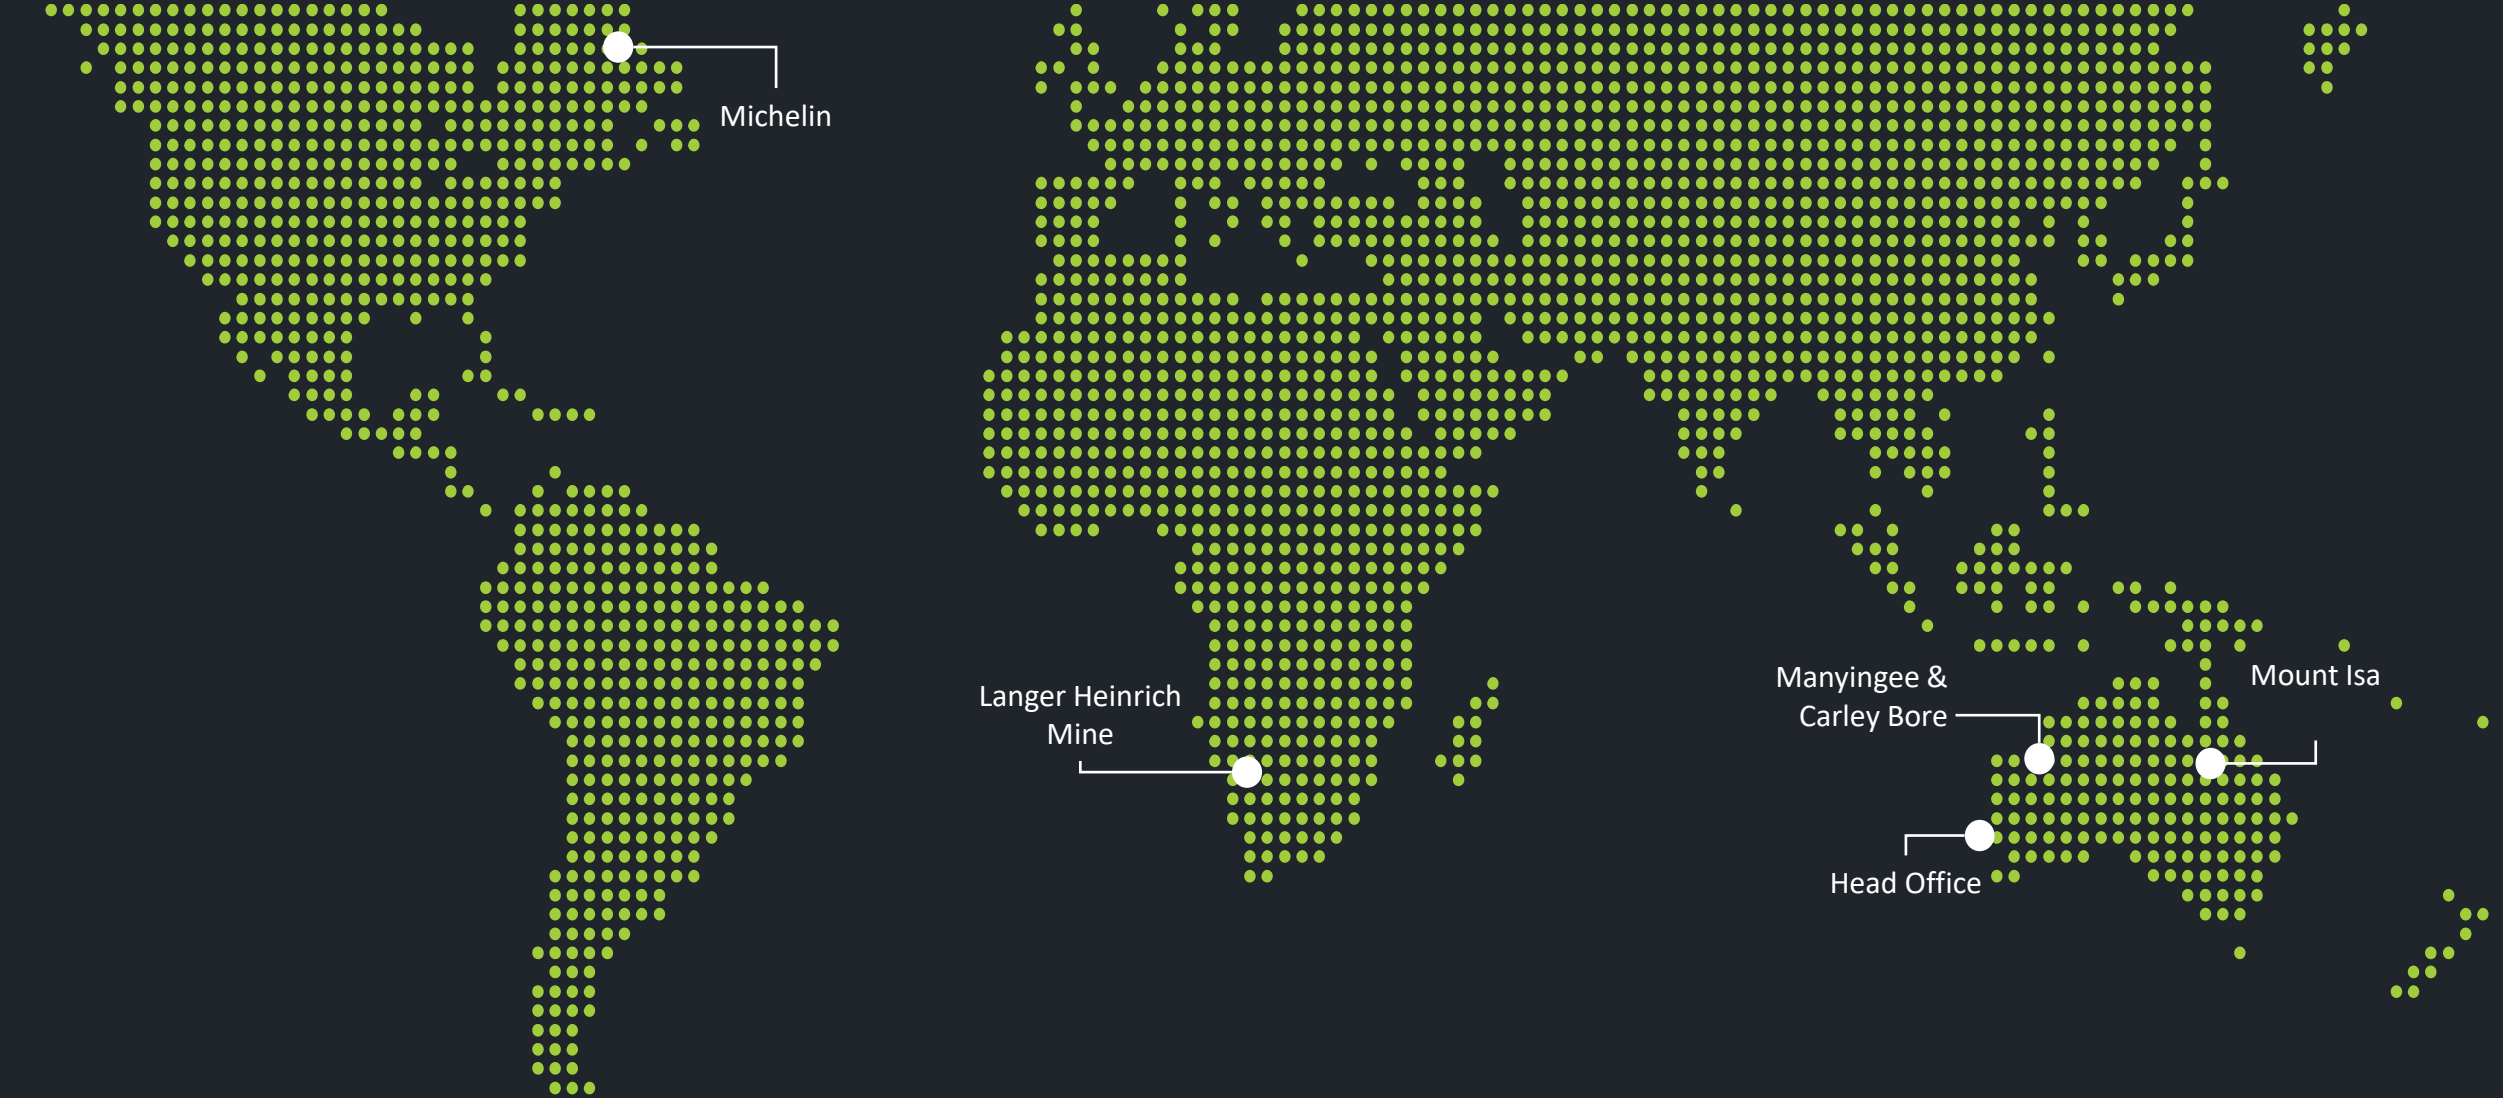 Michelin
Langer Heinrich
Mine
Manyingee &
Carley Bore
Mount Isa
Head Office